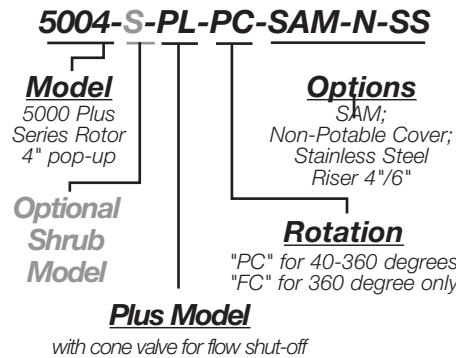 5004-S-PL-PC-SAM-N-SS
Model
5000 Plus
Series Rotor
4" pop-up
Options
SAM;
Non-Potable Cover;
Stainless Steel
Riser 4"/6"
Optional
Shrub
Model
Rotation
"PC" for 40-360 degrees
"FC" for 360 degree only
Plus Model
with cone valve for flow shut-off